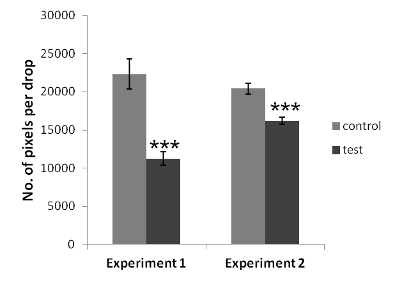 No. of pixels per drop
30000
25000
20000
15000
10000
5000
0
***
***
Experiment 1
Experiment 2
control
test